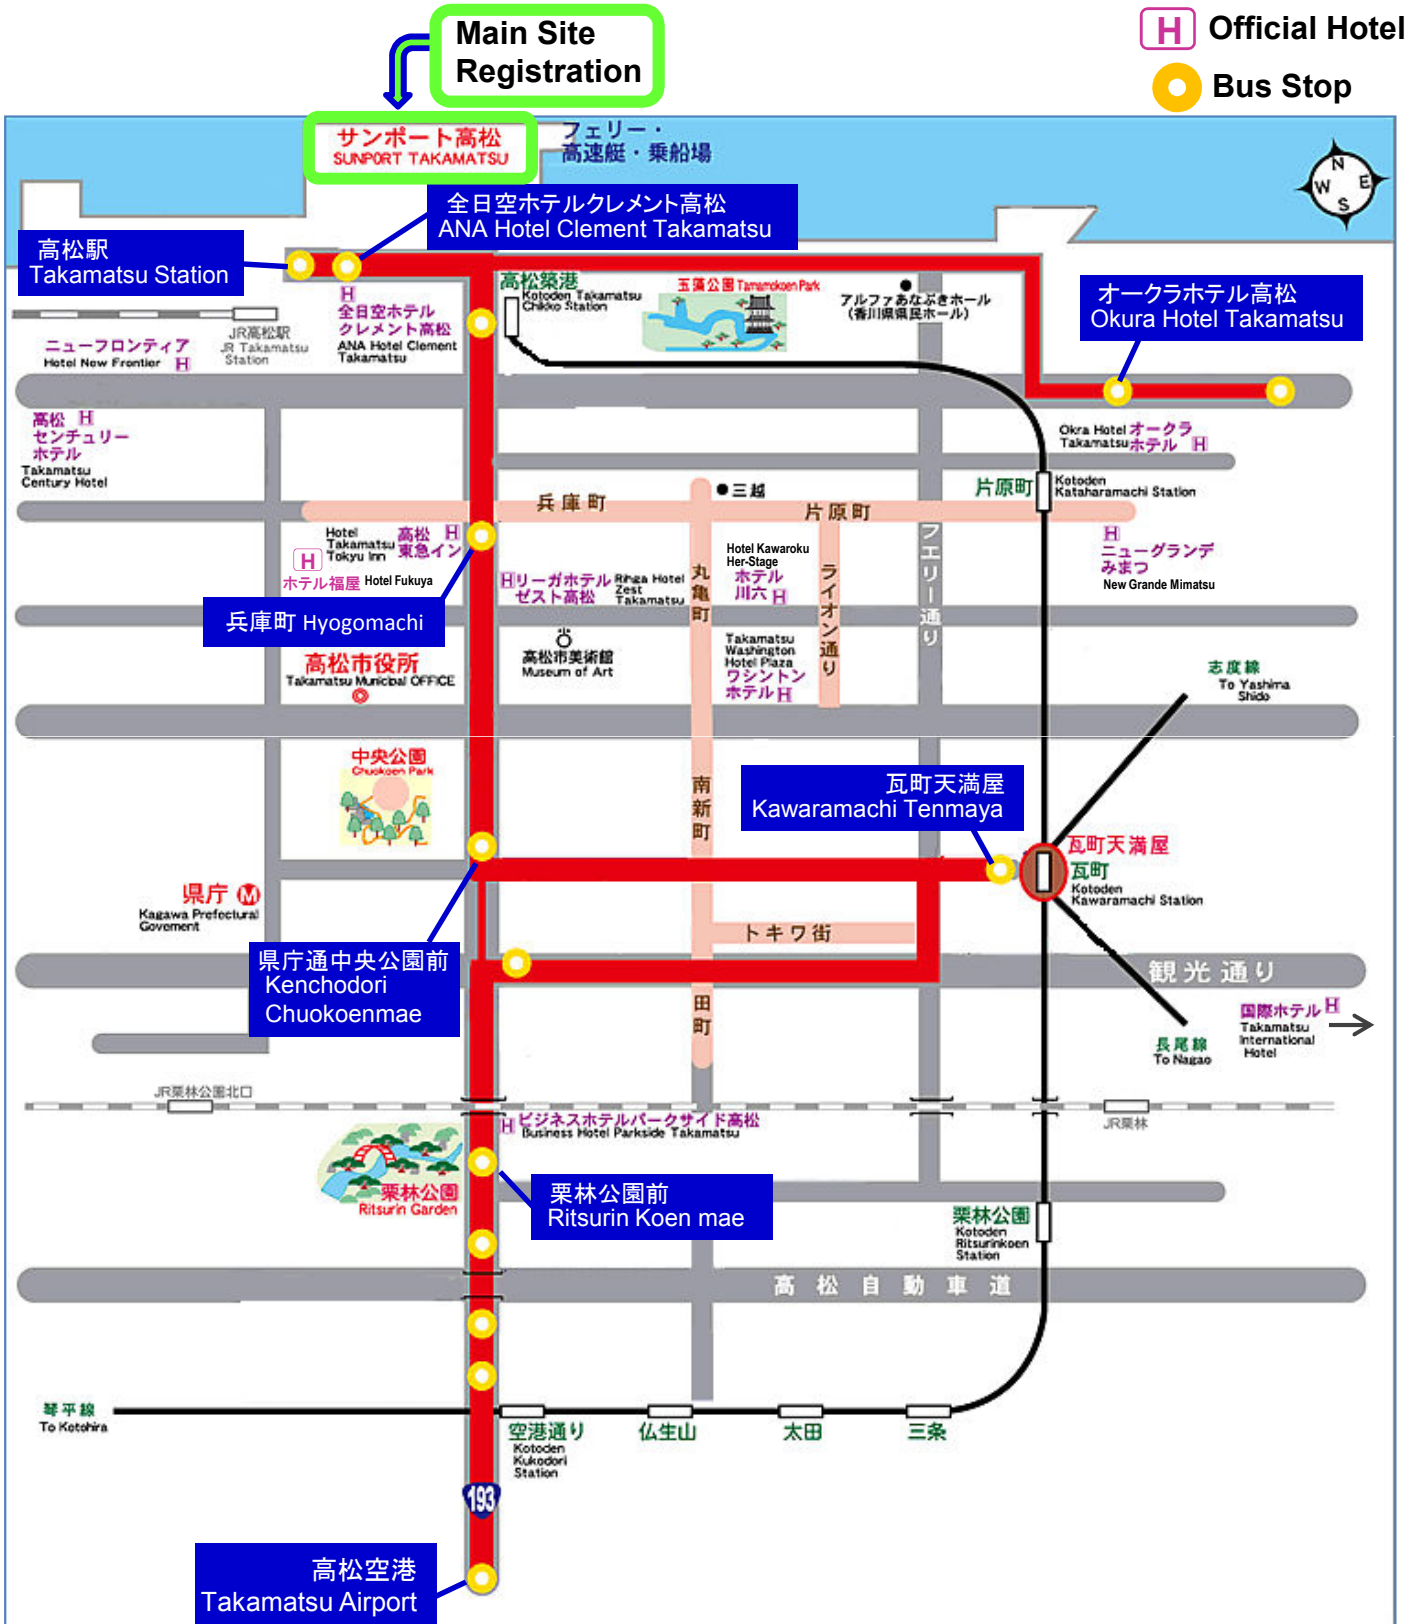 Main Site
Registration
H Official Hotel
Bus Stop
サンポート高松
SUNPORT TAKAMATSU
フェリー・
高速艇・乗船場
N
W E
S
全日空ホテルクレメント高松
ANA Hotel Clement Takamatsu
高松駅
Takamatsu Station
高松築港
Kotoden Takamatsu
Chikko Station
玉藻公園 Tamamokoen Park
アルファあなぶきホール
(香川県県民ホール)
オークラホテル高松
Okura Hotel Takamatsu
H
全日空ホテル
クレメント高松
ANA Hotel Clement
Takamatsu
JR高松駅
JR Takamatsu
Station
ニューフロンティア
Hotel New Frontier H
高松 H
センチュリー
ホテル
Takamatsu
Century Hotel
Okra Hotel オークラ
Takamatsu ホテル H
片原町
Kotoden
Kataharamachi Station
三越
兵庫町
片原町
Hotel
Takamatsu
Tokyu Inn
高松 H
東急イン
H
ホテル福屋 Hotel Fukuya
兵庫町 Hyogomachi
H リーガホテル
ゼスト高松
Rihga Hotel
Zest
Takamatsu
丸亀町
Hotel Kawaroku
Her-Stage
ホテル
川六 H
ライオン通り
フエリー通り
H
ニューグランデ
みまつ
New Grande Mimatsu
高松市役所
Takamatsu Municipal OFFICE
高松市美術館
Museum of Art
Takamatsu
Washington
Hotel Plaza
ワシントン
ホテル H
志度線
To Yashima
Shido
中央公園
Chuokoen Park
南新町
瓦町天満屋
Kawaramachi Tenmaya
瓦町天満屋
瓦町
Kotoden
Kawaramachi Station
県庁 M
Kagawa Prefectural
Goverment
トキワ街
県庁通中央公園前
Kenchodori
Chuokoenmae
観光通り
田町
国際ホテル H
Takamatsu
International
Hotel
長尾線
To Nagao
JR栗林公園北口
JR栗林
H ビジネスホテルパークサイド高松
Business Hotel Parkside Takamatsu
栗林公園
Ritsurin Garden
栗林公園前
Ritsurin Koen mae
栗林公園
Kotoden
Ritsurinkoen
Station
高松自動車道
琴平線
To Kotohira
空港通り
Kotoden
Kukodori
Station
仏生山
太田
三条
193
高松空港
Takamatsu Airport